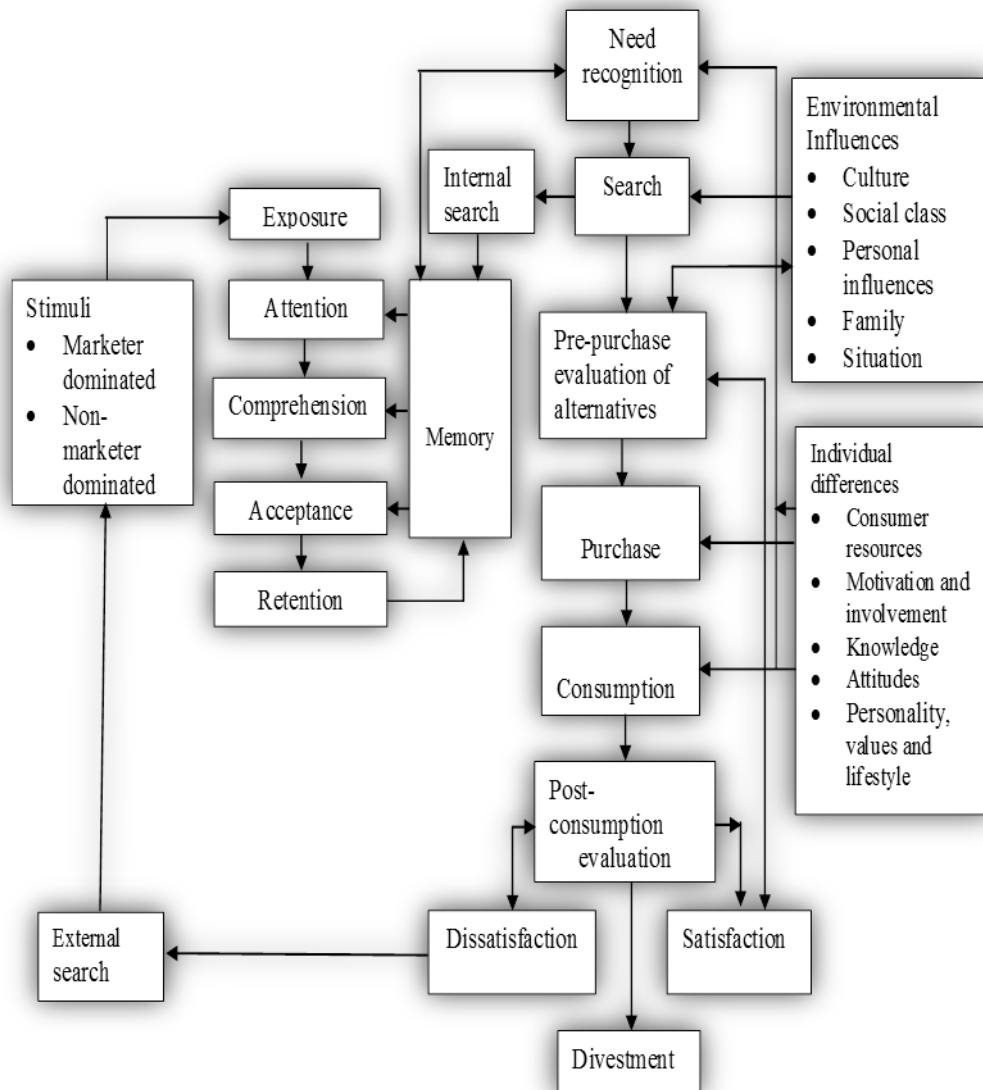 Need
recognition
Search
Internal
search
Environmental
Influences
• Culture
• Social class
• Personal
influences
• Family
• Situation
Exposure
Attention
Comprehension
Acceptance
Retention
Memory
Stimuli
• Marketer
dominated
• Non-
marketer
dominated
Pre-purchase
evaluation of
alternatives
Purchase
Consumption
Individual
differences
• Consumer
resources
• Motivation and
involvement
• Knowledge
• Attitudes
• Personality,
values and
lifestyle
Post-
consumption
evaluation
Dissatisfaction
Satisfaction
External
search
Divestment